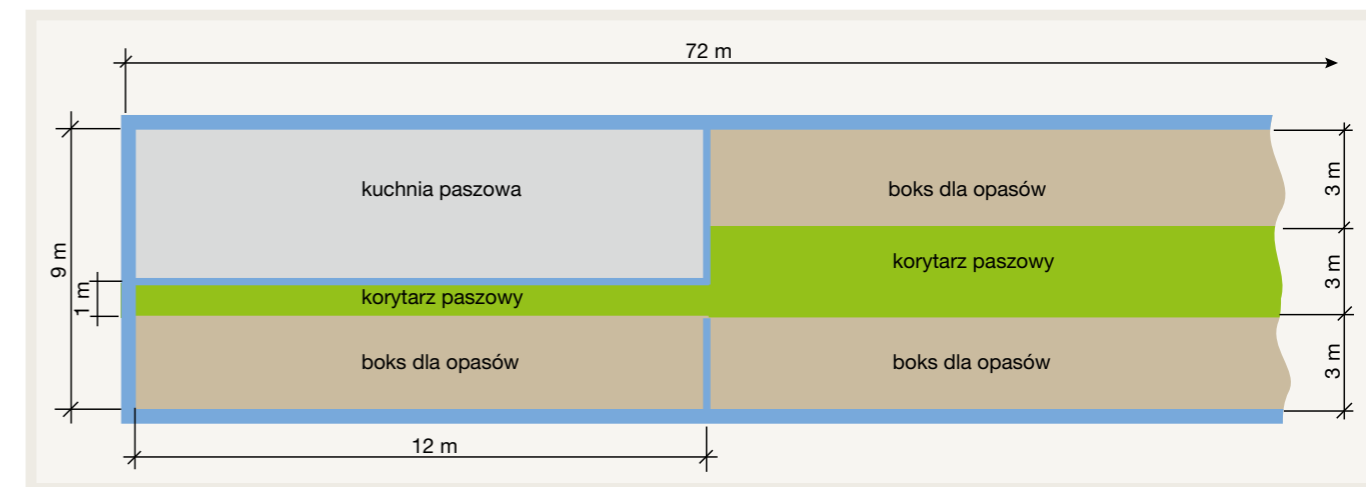 72 m
kuchnia paszowa
boks dla opasów
3 m
9 m
korytarz paszowy
3 m
1 m
korytarz paszowy
boks dla opasów
boks dla opasów
3 m
12 m